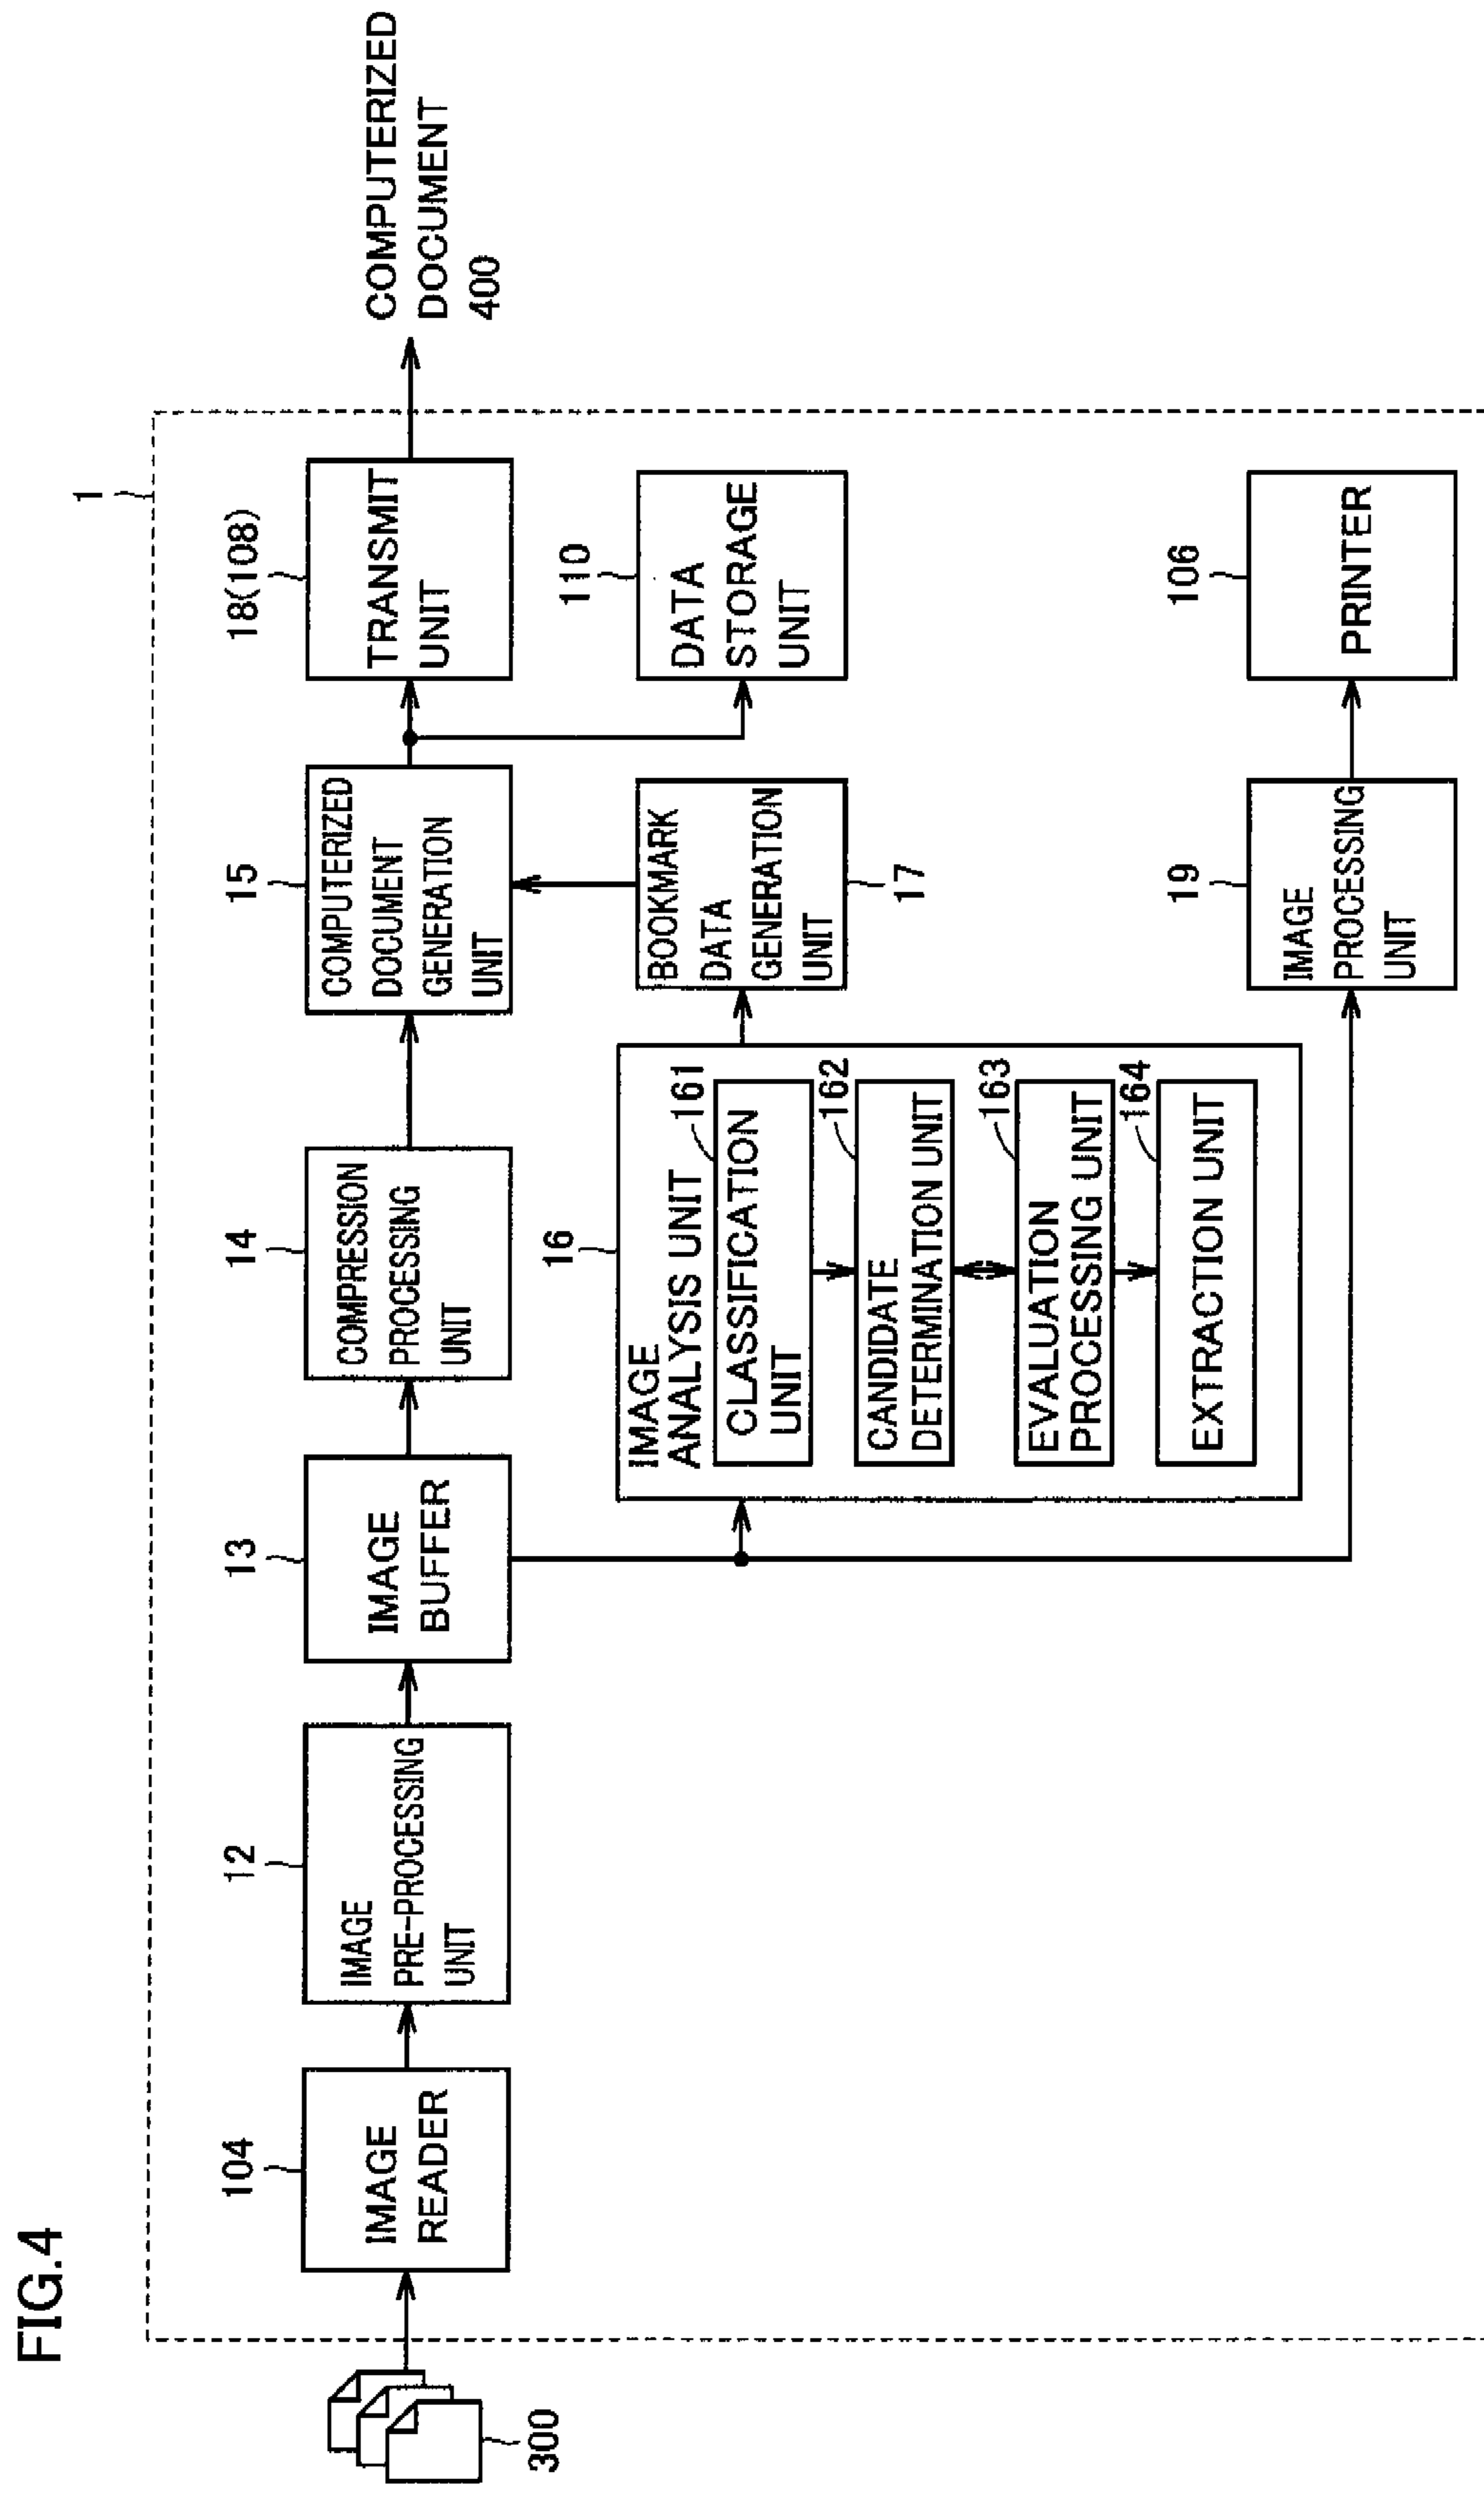 FIG.4
1
300
104
IMAGE
READER
12
IMAGE
PRE-PROCESSING
UNIT
13
IMAGE
BUFFER
14
COMPRESSION
PROCESSING
UNIT
15
COMPUTERIZED
DOCUMENT
GENERATION
UNIT
18(108)
TRANSMIT
UNIT
COMPUTERIZED
DOCUMENT
400
16
IMAGE
ANALYSIS UNIT
161
CLASSIFICATION
UNIT
162
CANDIDATE
DETERMINATION UNIT
163
EVALUATION
PROCESSING UNIT
164
EXTRACTION UNIT
BOOKMARK
DATA
GENERATION
UNIT
17
110
DATA
STORAGE
UNIT
19
IMAGE
PROCESSING
UNIT
106
PRINTER